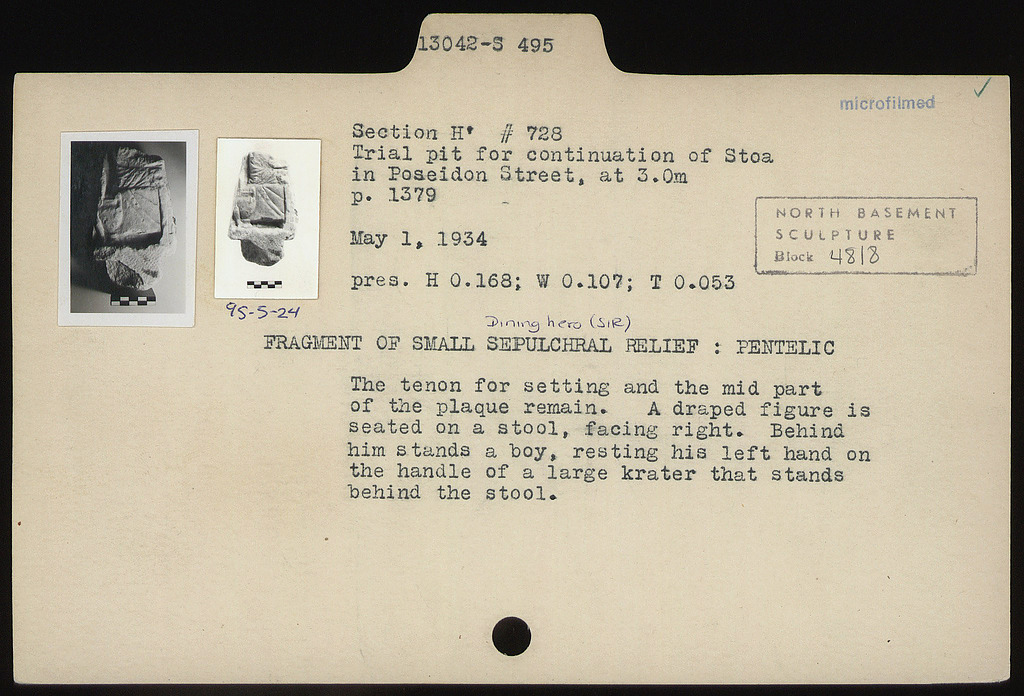 13042-S 495
microfilmed
Section H' # 728
Trial pit for continuation of Stoa
in Poseidon Street, at 3.0m
p. 1379
NORTH BASEMENT
SCULPTURE
Block 4818
May 1, 1934
pres. H 0.168; W 0.107; T 0.053
95-5-24
Dining hero (SIR)
FRAGMENT OF SMALL SEPULCHRAL RELIEF : PENTELIC
The tenon for setting and the mid part
of the plaque remain. A draped figure is
seated on a stool, facing right. Behind
him stands a boy, resting his left hand on
the handle of a large krater that stands
behind the stool.